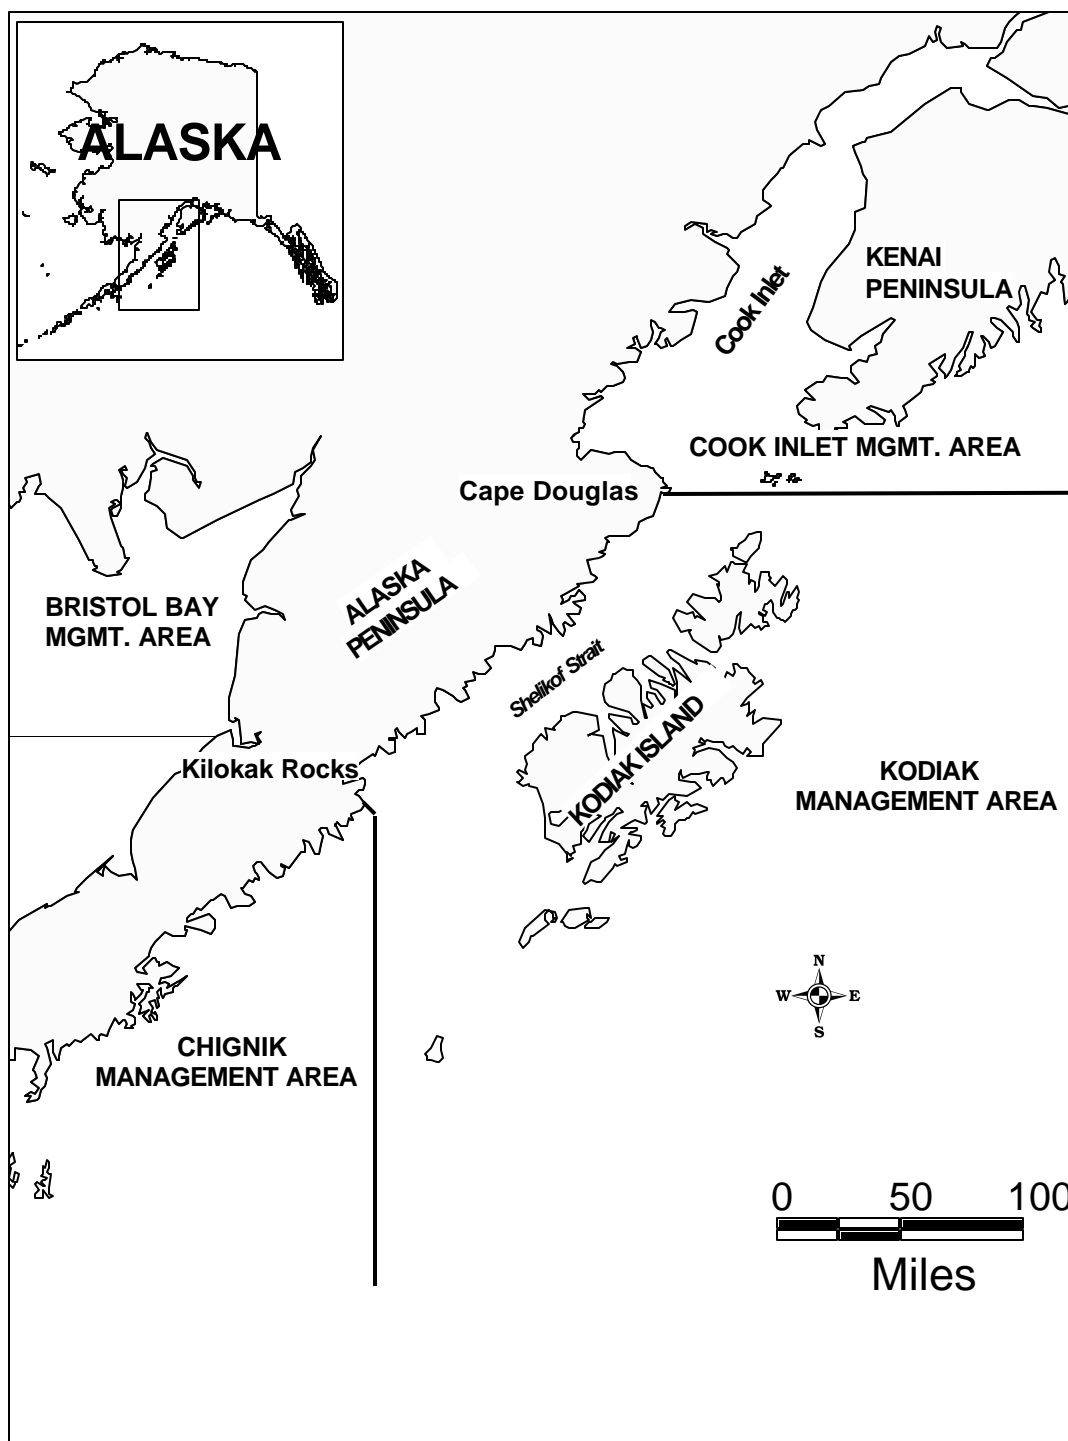 ALASKA
KENAI
PENINSULA
Cook Inlet
COOK INLET MGMT. AREA
Cape Douglas
ALASKA
PENINSULA
BRISTOL BAY
MGMT. AREA
Shelikof Strait
KODIAK ISLAND
Kilokak Rocks
KODIAK
MANAGEMENT AREA
N
W E
S
CHIGNIK
MANAGEMENT AREA
0 50 100
Miles